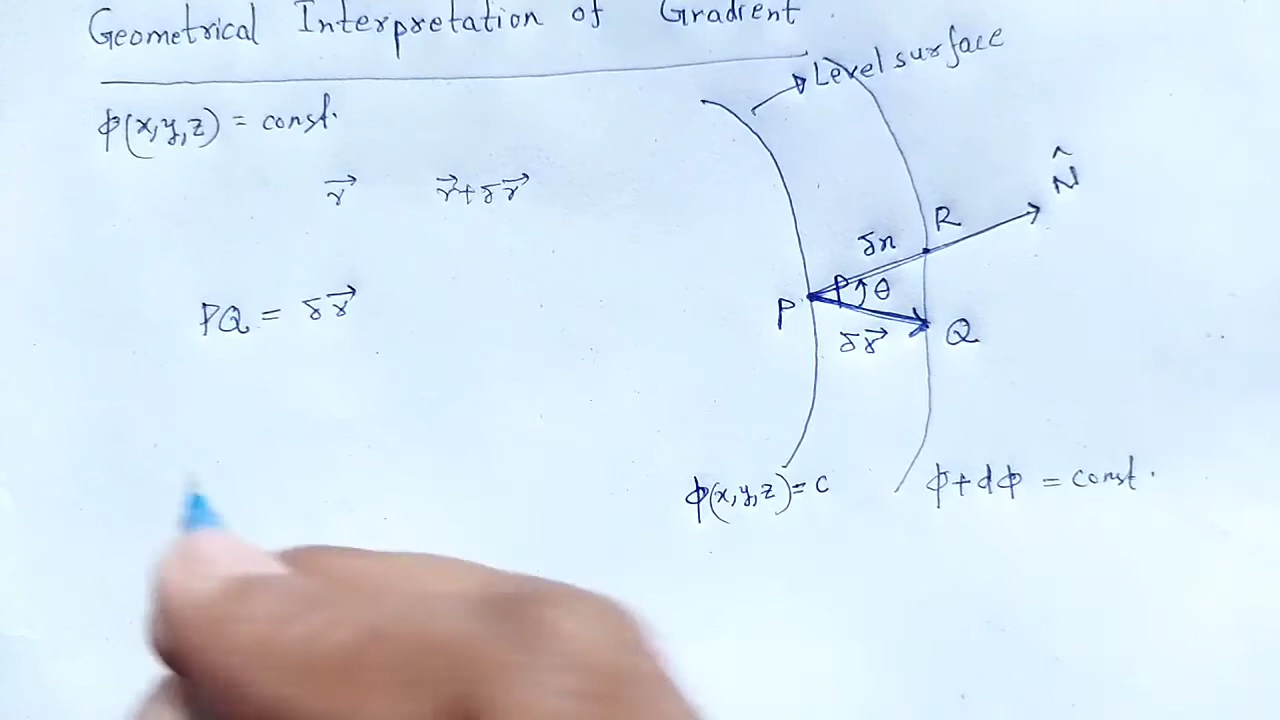 Geometrical Interpretation of Gradient
→ Level surface
ϕ(x,y,z) = const.
r⃗ r⃗+δr⃗
N̂
R
δn
PQ = δr⃗
P θ
δr⃗ Q
ϕ(x,y,z)=c ϕ+dϕ = const.